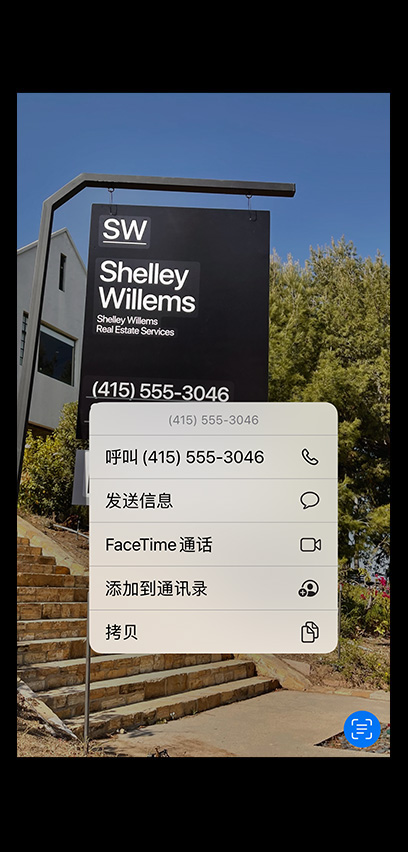 SW
Shelley
Willems
Shelley Willems
Real Estate Services
(415) 555-3046
(415) 555-3046
呼叫 (415) 555-3046
发送信息
FaceTime 通话
添加到通讯录
拷贝